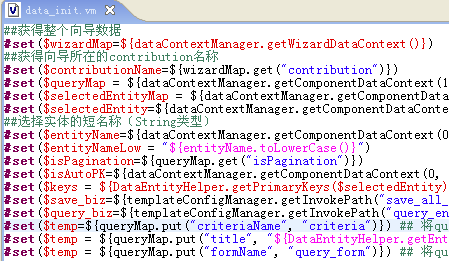 data_init.vm
##获得整个向导数据
#set($wizardMap=${dataContextManager.getWizardDataContext()})
##获得向导所在的contribution名称
#set($contributionName=${wizardMap.get("contribution")})
#set($queryMap = ${dataContextManager.getComponentDataContext(1
#set($selectedEntityMap = ${dataContextManager.getComponentData
#set($selectedEntity=${dataContextManager.getComponentDataConte
##选择实体的短名称（String类型）
#set($entityName=${dataContextManager.getComponentDataContext(0
#set($entityNameLow = "${entityName.toLowerCase()}")
#set($isPagination=${queryMap.get("isPagination")})
#set($isAutoPK=${dataContextManager.getComponentDataContext(0,
#set($keys = ${DataEntityHelper.getPrimaryKeys($selectedEntity)
#set($save_biz=${templateConfigManager.getInvokePath("save_all_
#set($query_biz=${templateConfigManager.getInvokePath("query_en
#set($temp=${queryMap.put("criteriaName", "criteria")}) ## 将qu
#set($temp = ${queryMap.put("title", "${DataEntityHelper.getEnt
#set($temp = ${queryMap.put("formName", "query_form")}) ## 将qu